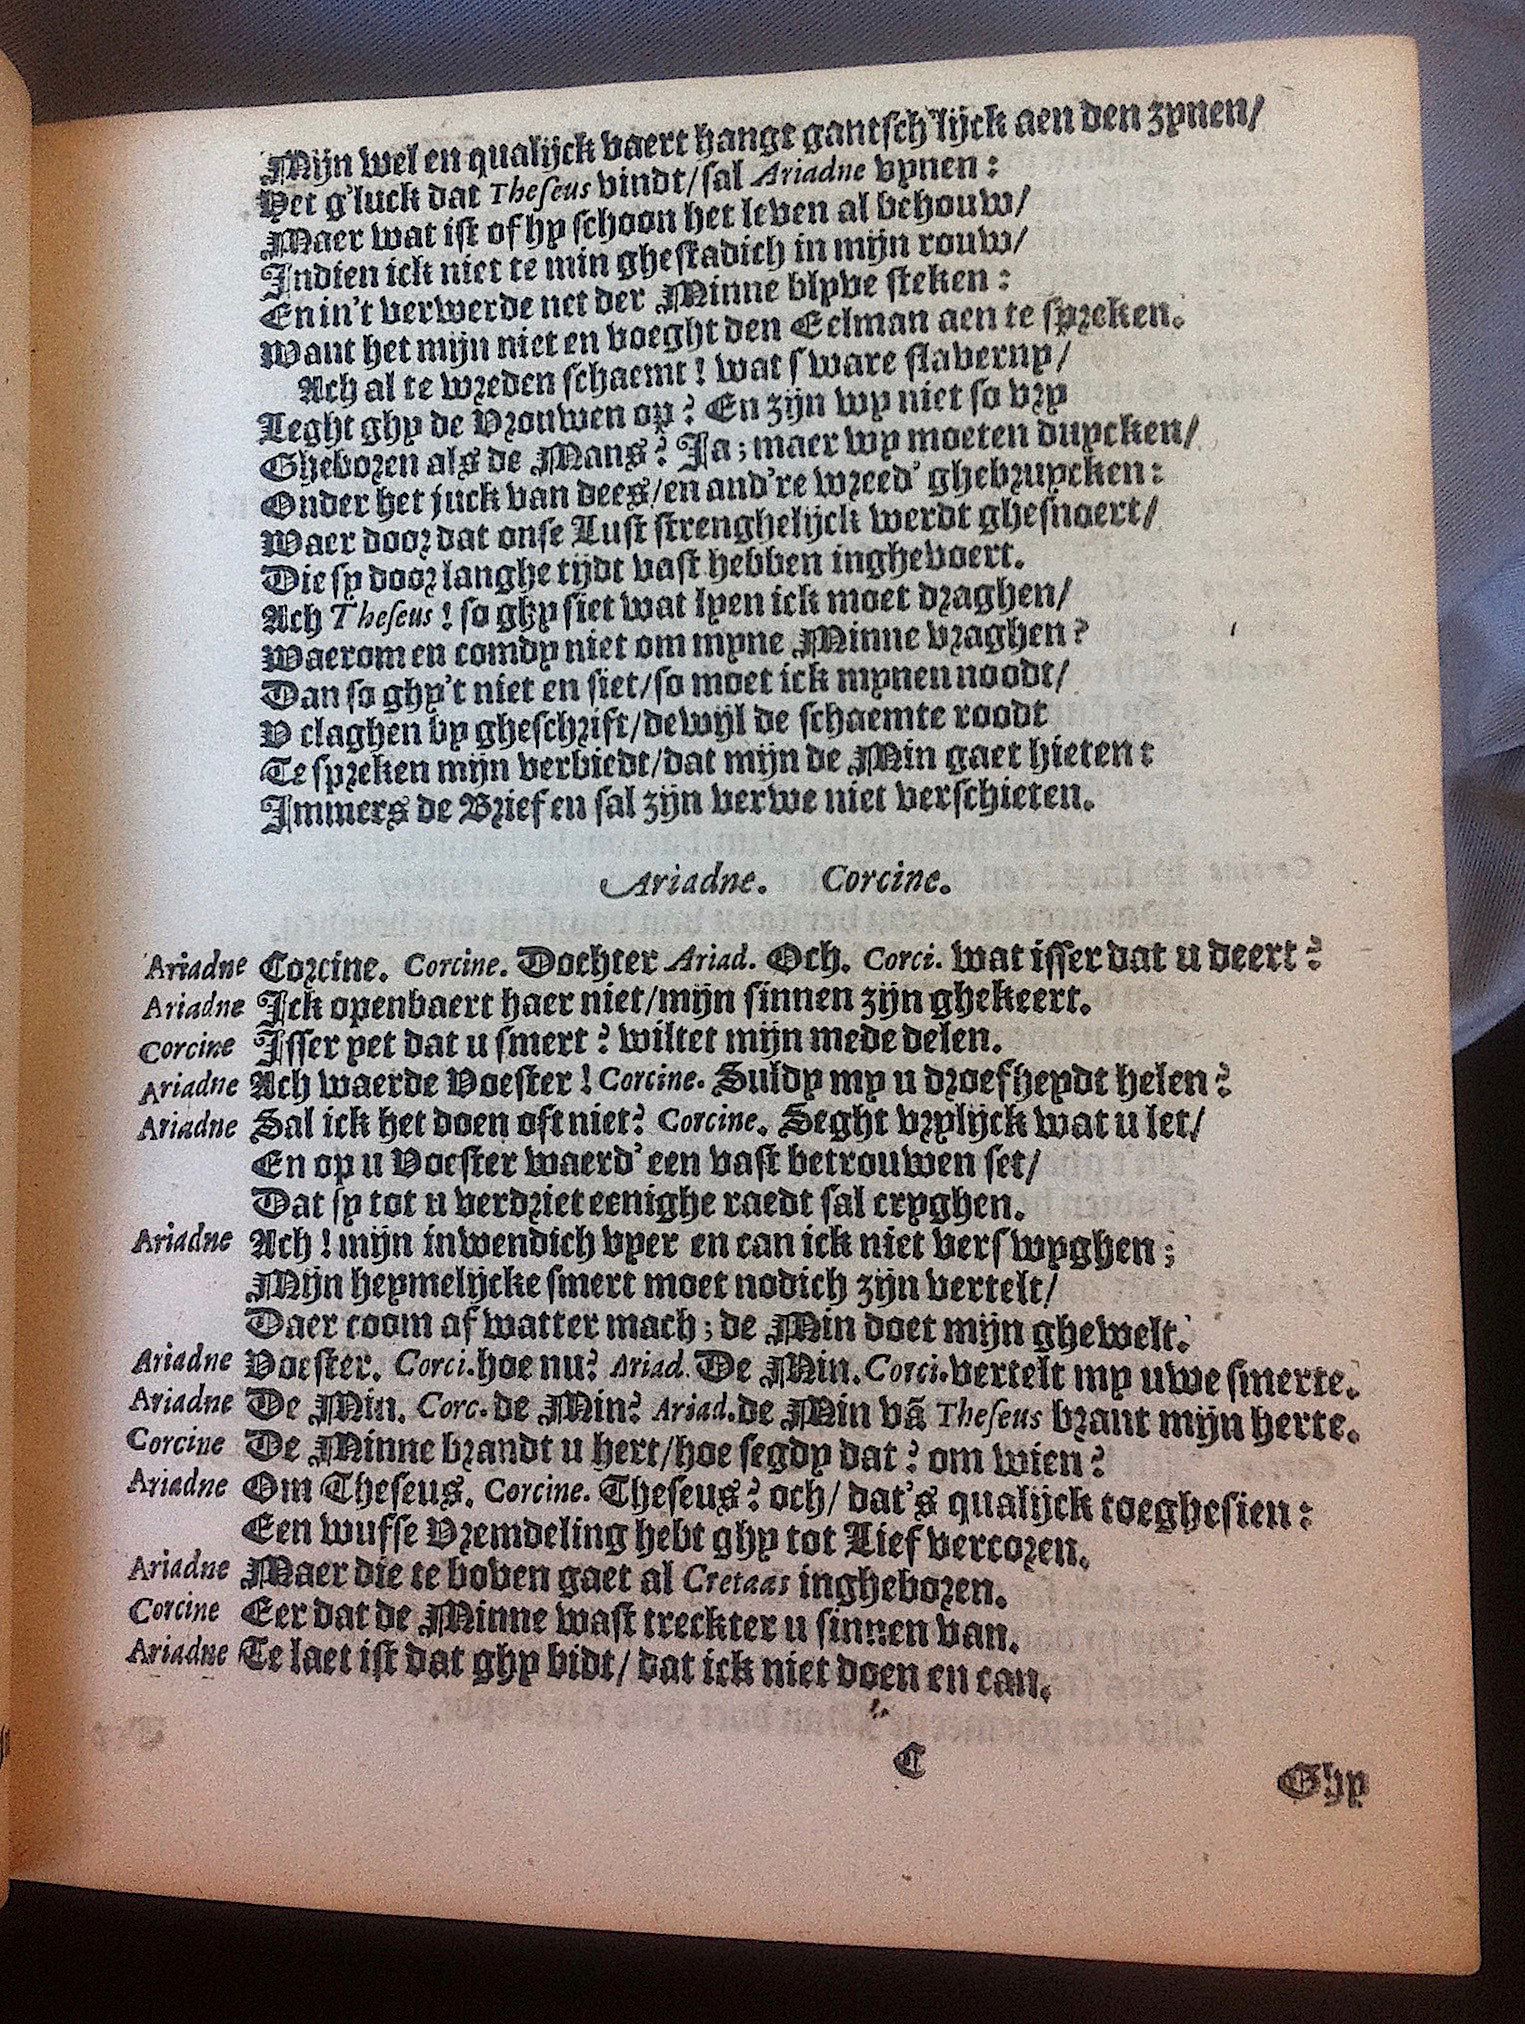 Mijn wel en qualijck vaert hangt gantsch'lijck aen den zynen/
Het g'luck dat Theseus vindt/sal Ariadne vynen:
Maer wat ist of hy schoon het leven al behouw/
Indien ick niet te min ghestadich in mijn rouw/
En in't verwerde net der Minne blyve steken:
Want het mijn niet en voeght den Eelman aen te spreken.
Ach al te wreden schaemt! wat sware slaverny/
Leght ghy de Vrouwen op? En zijn wy niet so vry
Gheboren als de Mans? Ja; maer wy moeten duycken/
Onder het juck van dees/en and're wreed' ghebruycken:
Waer door dat onse Lust strenghelijck werdt ghesnoert/
Die sy door langhe tijdt vast hebben inghevoert.
Ach Theseus! so ghy siet wat lyen ick moet draghen/
Waerom en comdy niet om myne Minne vraghen?
Dan so ghy't niet en siet/so moet ick mynen noodt/
V claghen by gheschrift/dewijl de schaemte roodt
Te spreken mijn verbiedt/dat mijn de Min gaet hieten:
Immers de Brief en sal zijn verwe niet verschieten.
Ariadne. Corcine.
Ariadne Corcine. Corcine. Dochter Ariad. Och. Corci. wat isser dat u deert?
Ariadne Ick openbaert haer niet/mijn sinnen zijn ghekeert.
Corcine Isser yet dat u smert? wiltet mijn mede delen.
Ariadne Ach waerde Voester! Corcine. Suldy my u droefheydt helen?
Ariadne Sal ick het doen oft niet? Corcine. Seght vrylijck wat u let/
En op u Voester waerd' een vast betrouwen set/
Dat sy tot u verdriet eenighe raedt sal cryghen.
Ariadne Ach! mijn inwendich vyer en can ick niet verswyghen;
Mijn heymelijcke smert moet nodich zijn vertelt/
Daer coom af watter mach; de Min doet mijn ghewelt.
Ariadne Voester. Corci. hoe nu? Ariad. De Min. Corci. vertelt my uwe smerte.
Ariadne De Min. Corc. de Min? Ariad. de Min vã Theseus brant mijn herte.
Corcine De Minne brandt u hert/hoe segdy dat? om wien?
Ariadne Om Theseus. Corcine. Theseus? och/ dat's qualijck toeghesien:
Een wufse Vremdeling hebt ghy tot Lief vercoren.
Ariadne Maer die te boven gaet al Cretaas ingheboren.
Corcine Eer dat de Minne wast treckter u sinnen van.
Ariadne Te laet ist dat ghy bidt/ dat ick niet doen en can.
C
Ghy